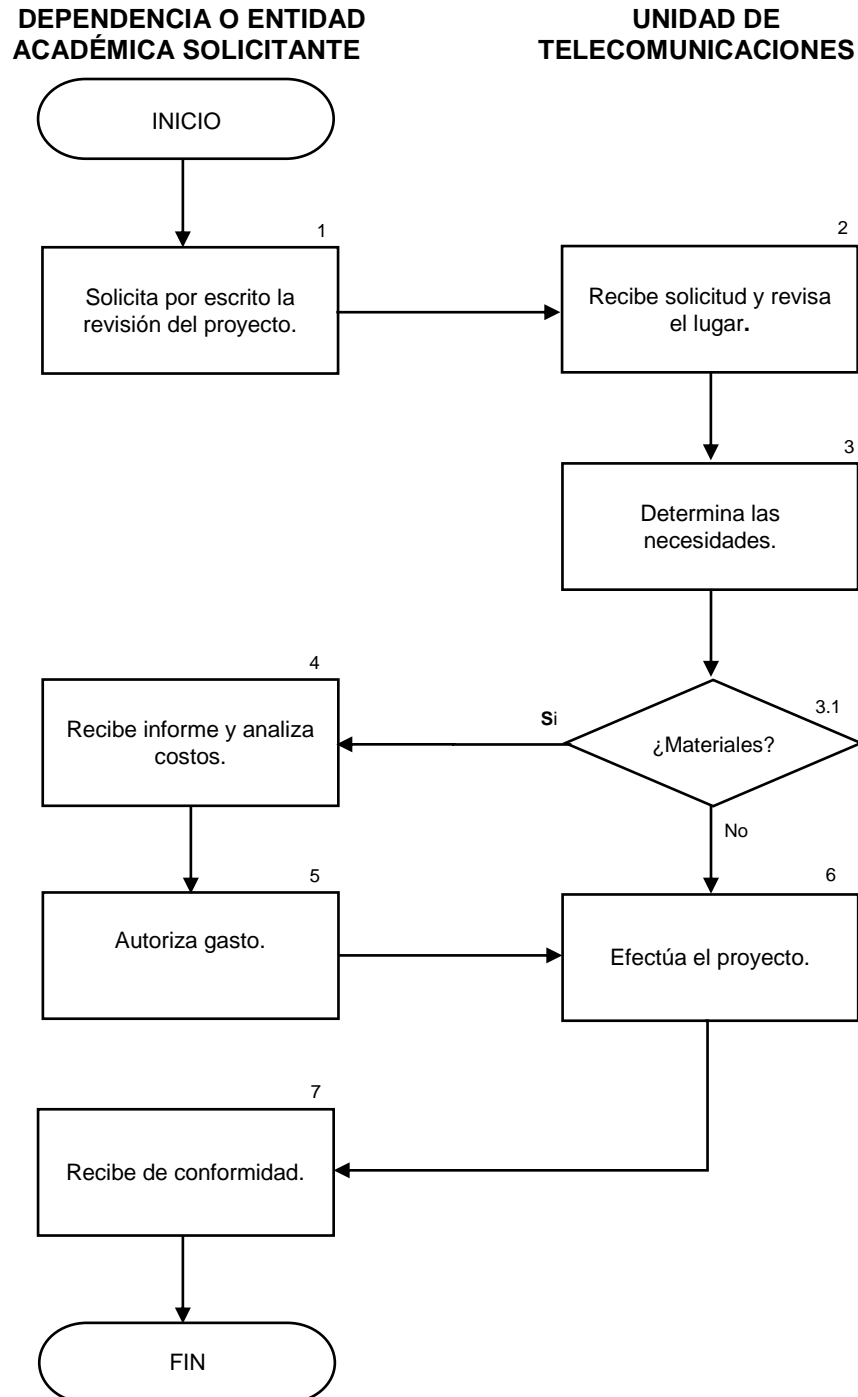 DEPENDENCIA O ENTIDAD
ACADÉMICA SOLICITANTE
UNIDAD DE
TELECOMUNICACIONES
INICIO
1
Solicita por escrito la
revisión del proyecto.
2
Recibe solicitud y revisa
el lugar.
3
Determina las
necesidades.
3.1
¿Materiales?
Si
No
4
Recibe informe y analiza
costos.
5
Autoriza gasto.
6
Efectúa el proyecto.
7
Recibe de conformidad.
FIN